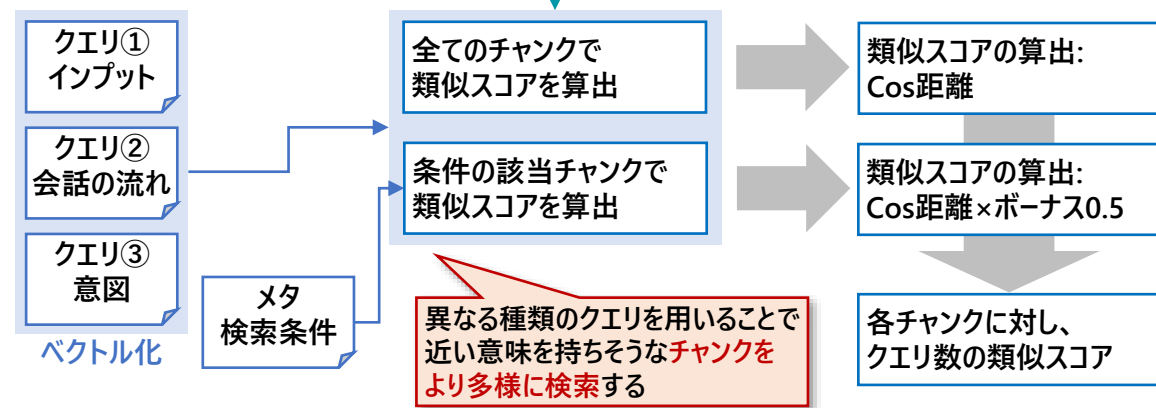 クエリ①
インプット
クエリ②
会話の流れ
クエリ③
意図
ベクトル化
メタ
検索条件
全てのチャンクで
類似スコアを算出
条件の該当チャンクで
類似スコアを算出
異なる種類のクエリを用いることで
近い意味を持ちそうなチャンクを
より多様に検索する
類似スコアの算出:
Cos距離
類似スコアの算出:
Cos距離×ボーナス0.5
各チャンクに対し、
クエリ数の類似スコア